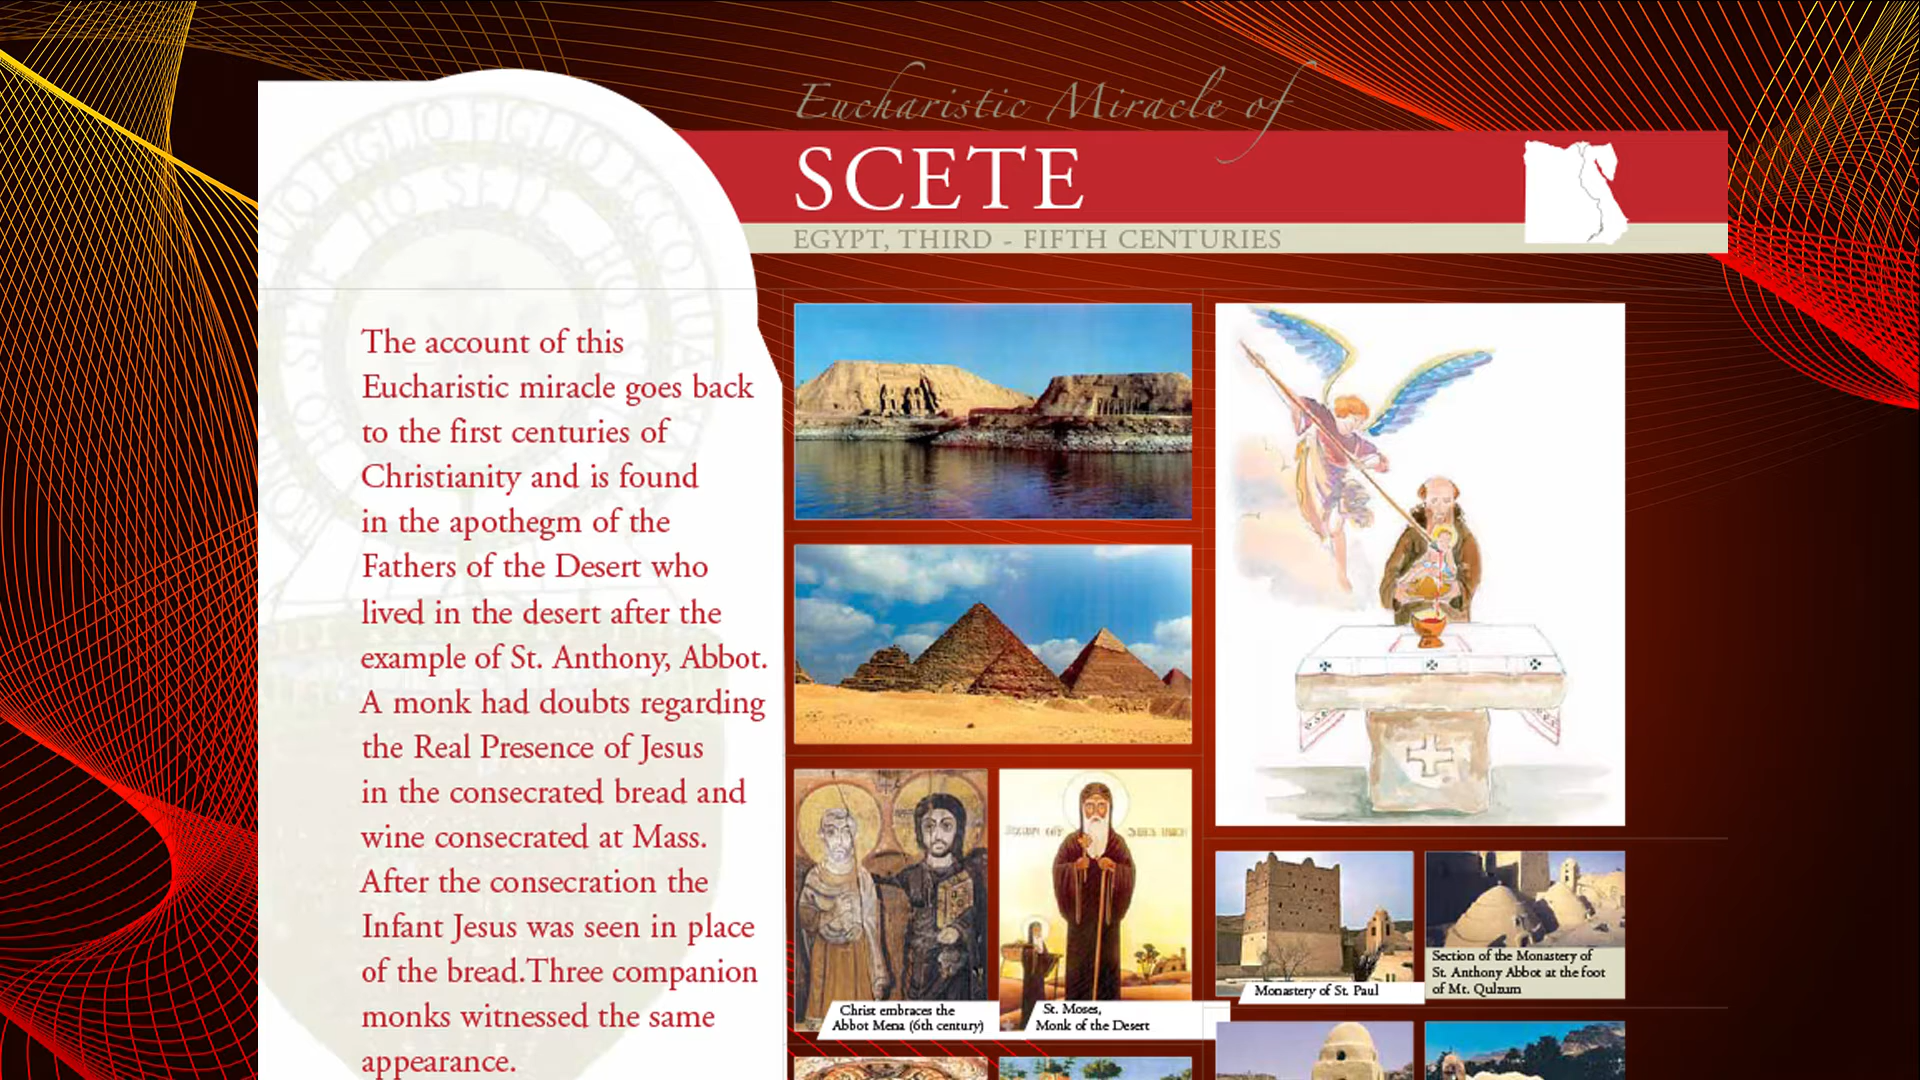 Eucharistic Miracle of
SCETE
EGYPT, THIRD - FIFTH CENTURIES
The account of this
Eucharistic miracle goes back
to the first centuries of
Christianity and is found
in the apothegm of the
Fathers of the Desert who
lived in the desert after the
example of St. Anthony, Abbot.
A monk had doubts regarding
the Real Presence of Jesus
in the consecrated bread and
wine consecrated at Mass.
After the consecration the
Infant Jesus was seen in place
of the bread.Three companion
monks witnessed the same
appearance.
Christ embraces the
Abbot Mena (6th century)
St. Moses,
Monk of the Desert
Monastery of St. Paul
Section of the Monastery of
St. Anthony Abbot at the foot
of Mt. Qulzum